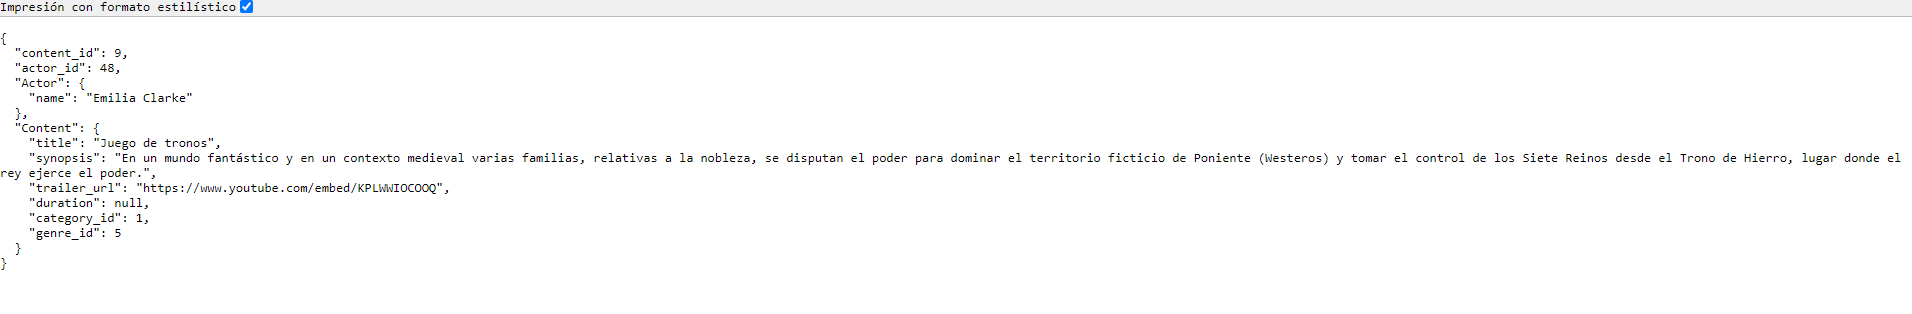 Impresión con formato estilístico
{
  "content_id": 9,
  "actor_id": 48,
  "Actor": {
    "name": "Emilia Clarke"
  },
  "Content": {
    "title": "Juego de tronos",
    "synopsis": "En un mundo fantástico y en un contexto medieval varias familias, relativas a la nobleza, se disputan el poder para dominar el territorio ficticio de Poniente (Westeros) y tomar el control de los Siete Reinos desde el Trono de Hierro, lugar donde el
rey ejerce el poder.",
    "trailer_url": "https://www.youtube.com/embed/KPLWWIOCOOQ",
    "duration": null,
    "category_id": 1,
    "genre_id": 5
  }
}